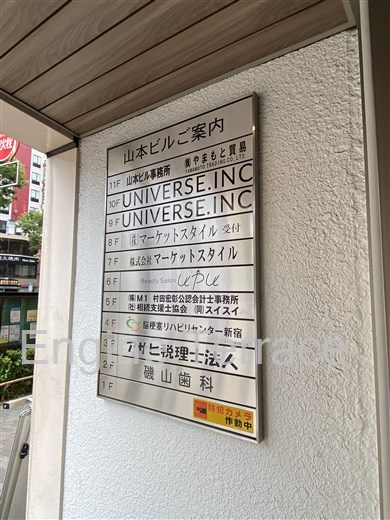 山本ビルご案内
11F 山本ビル事務所 ㈱やまもと貿易
YAMAMOTO TRADING CO.,LTD.
10F UNIVERSE.INC
9F UNIVERSE.INC
8F ㈱マーケットスタイル 受付
7F 株式会社マーケットスタイル
6F Beauty Salon UPU
5F ㈱M1 村田宏彰公認会計士事務所
㈳相続支援士協会 ㈲スイスイ
4F 脳梗塞リハビリセンター新宿
3F アサヒ税理士法人
2F 磯山歯科
1F
防犯カメラ
作動中